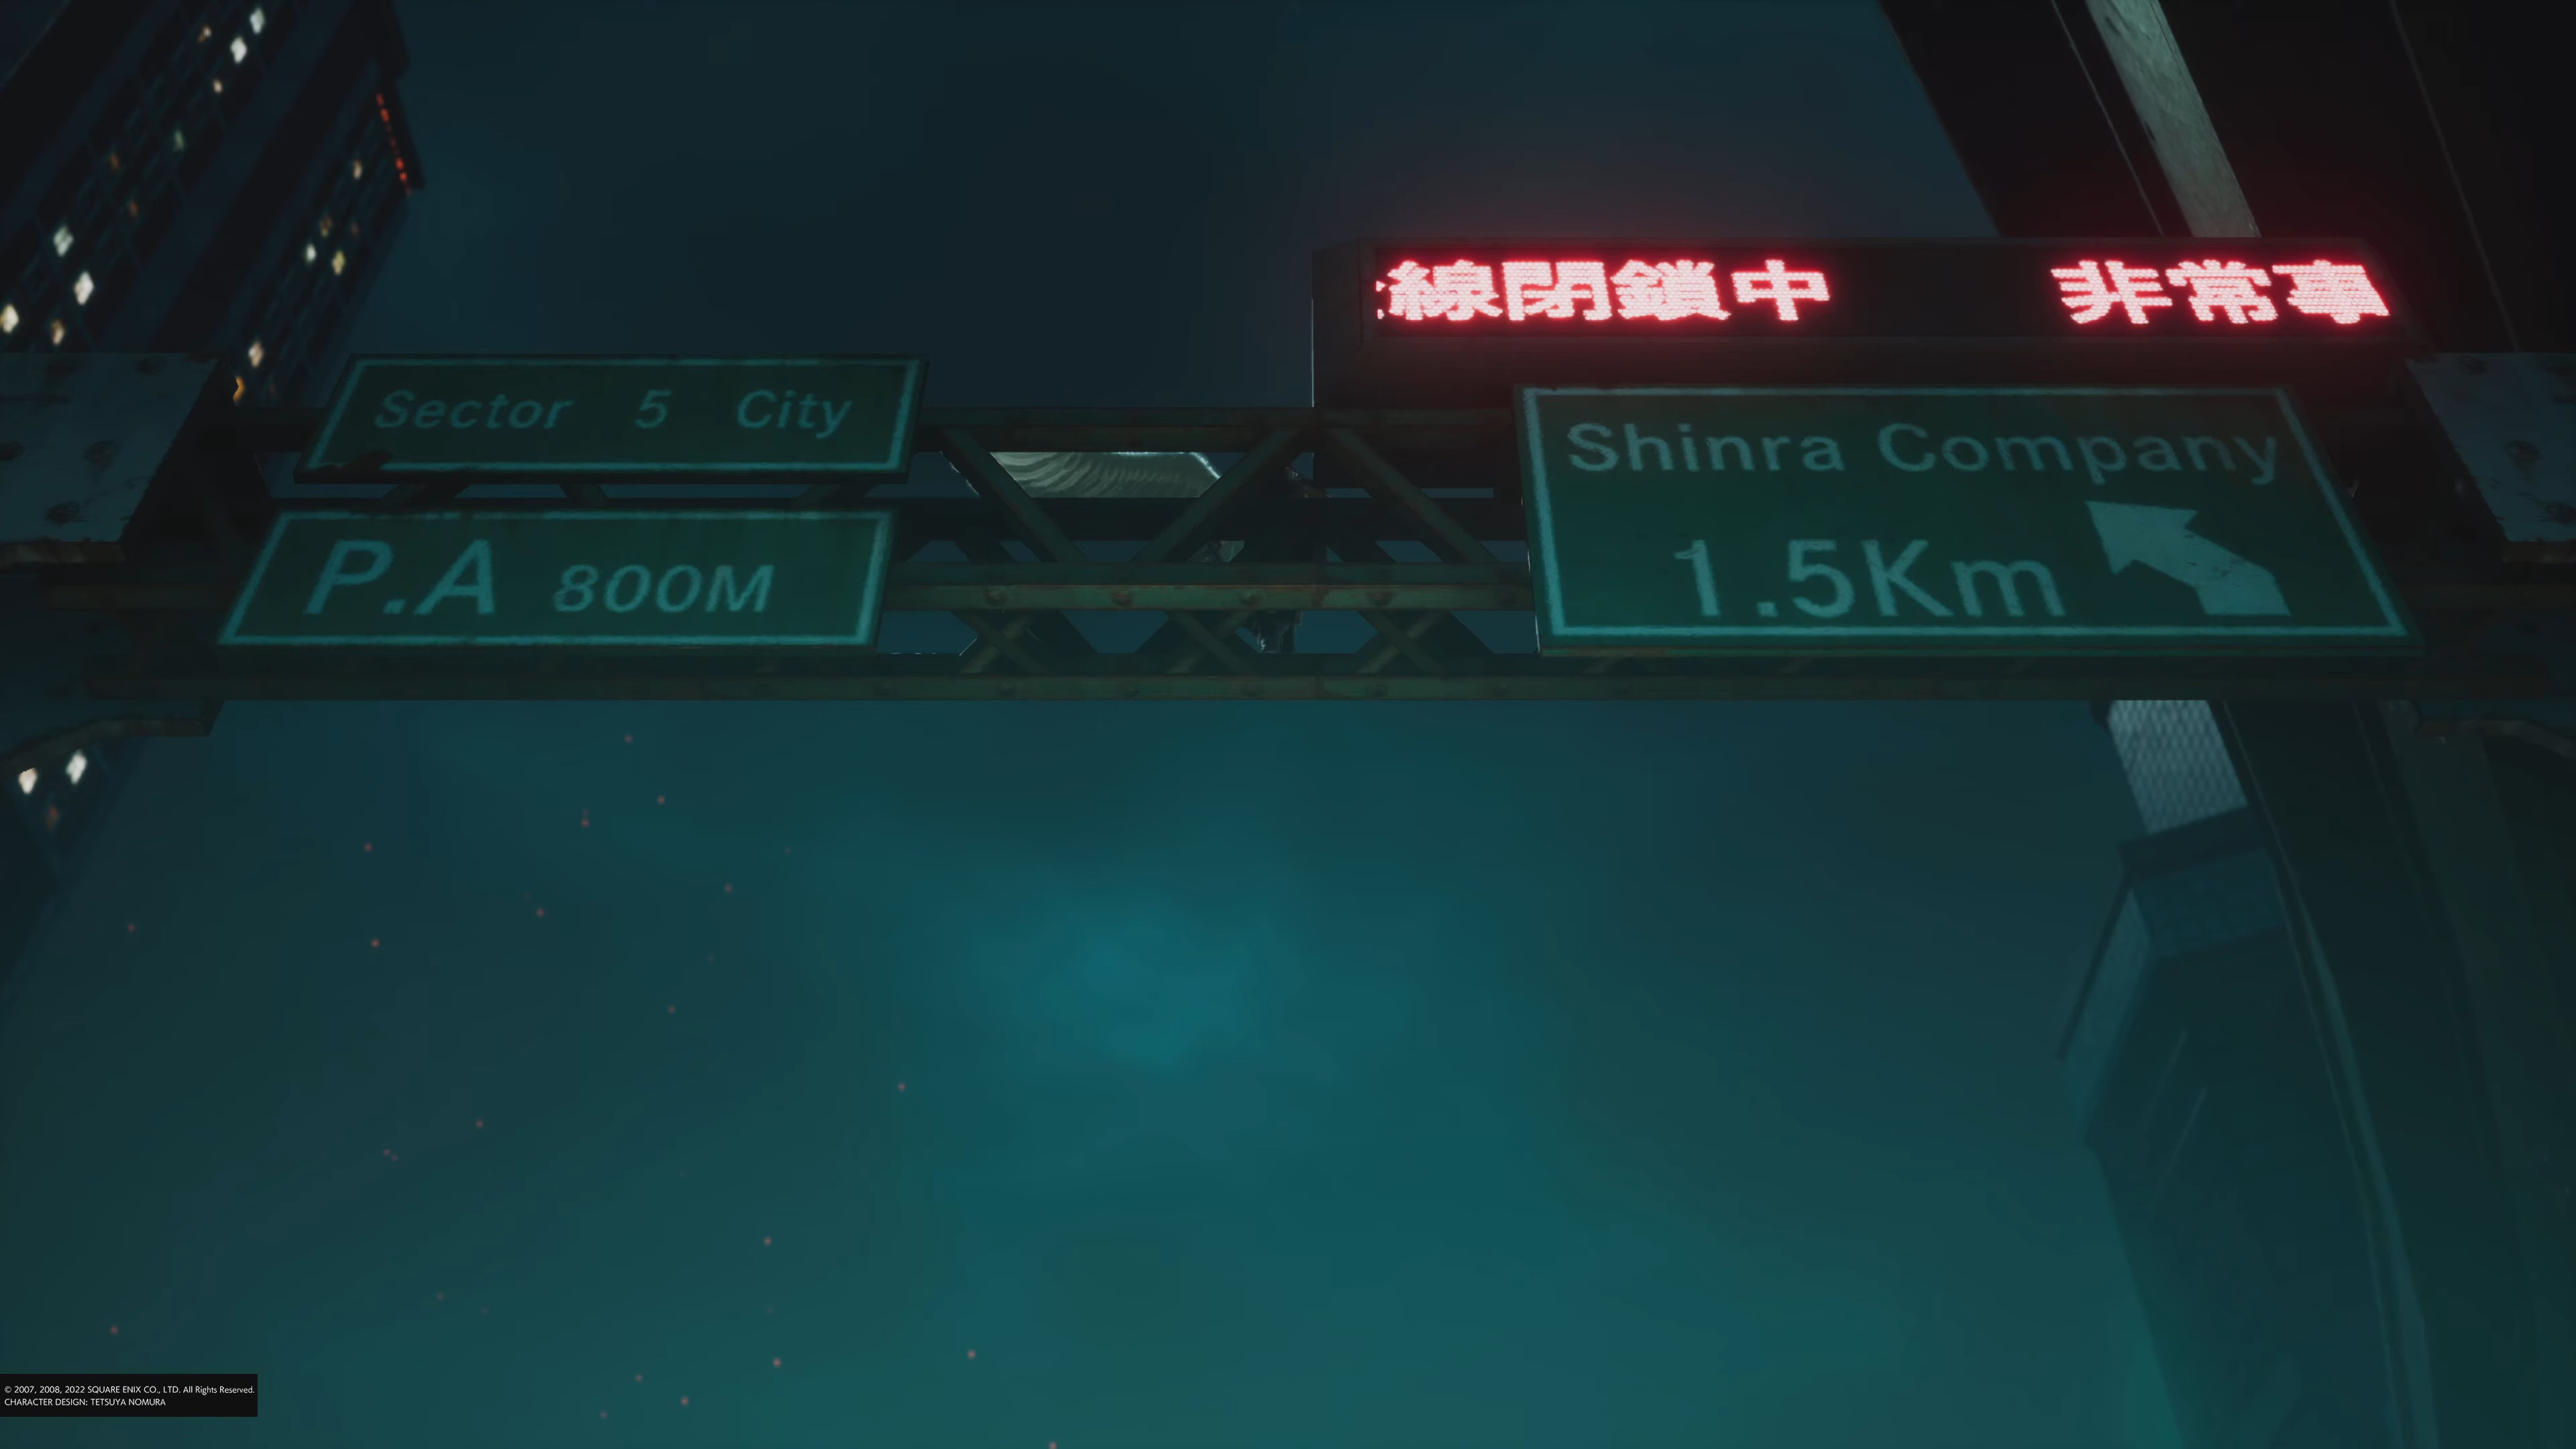 線閉鎖中 非常事
Sector 5 City
P.A 800M
Shinra Company
1.5Km
© 2007, 2008, 2022 SQUARE ENIX CO., LTD. All Rights Reserved.
CHARACTER DESIGN: TETSUYA NOMURA